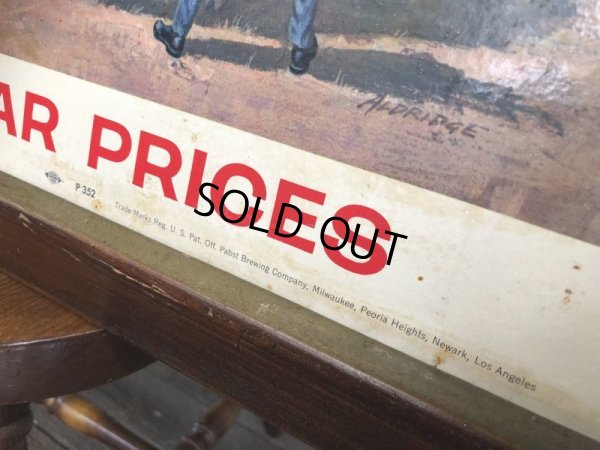 ALDRIDGE
AR PRICES
P 352
Trade Marks Reg. U. S. Pat. Off. Pabst Brewing Company, Milwaukee, Peoria Heights, Newark, Los Angeles
SOLD OUT